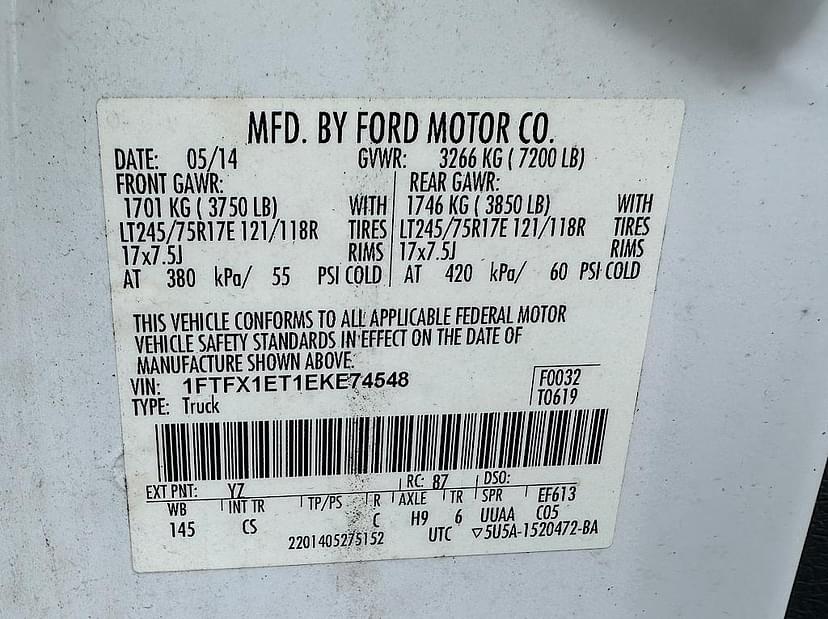 MFD. BY FORD MOTOR CO.
DATE: 05/14 GVWR: 3266 KG ( 7200 LB)
FRONT GAWR: REAR GAWR:
1701 KG ( 3750 LB) WITH 1746 KG ( 3850 LB) WITH
LT245/75R17E 121/118R TIRES LT245/75R17E 121/118R TIRES
17x7.5J RIMS 17x7.5J RIMS
AT 380 kPa/ 55 PSI COLD AT 420 kPa/ 60 PSI COLD
THIS VEHICLE CONFORMS TO ALL APPLICABLE FEDERAL MOTOR
VEHICLE SAFETY STANDARDS IN EFFECT ON THE DATE OF
MANUFACTURE SHOWN ABOVE.
VIN: 1FTFX1ET1EKE74548 F0032
TYPE: Truck T0619
EXT PNT: YZ RC: 87 DSO:
WB INT TR TP/PS R AXLE TR SPR EF613
145 CS C H9 6 UUAA C05
2201405275152 UTC ▽5U5A-1520472-BA